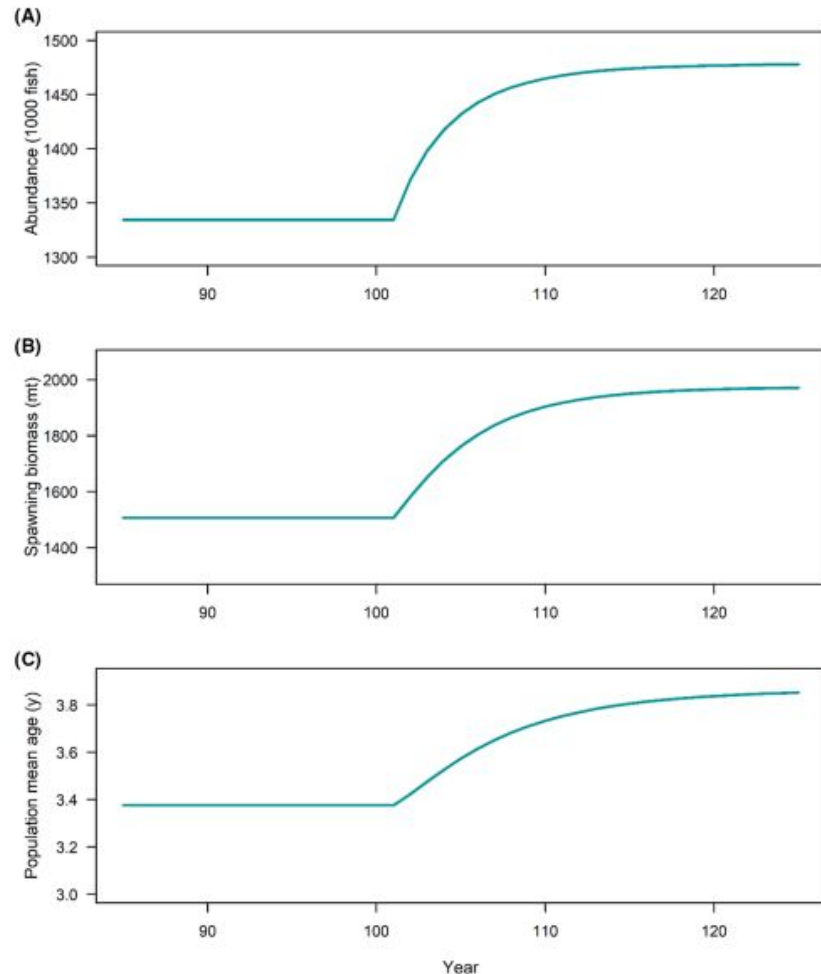 (A)
Abundance (1000 fish)
1500
1450
1400
1350
1300
90 100 110 120
(B)
Spawning biomass (mt)
2000
1800
1600
1400
90 100 110 120
(C)
Population mean age (y)
3.8
3.6
3.4
3.2
3.0
90 100 110 120
Year